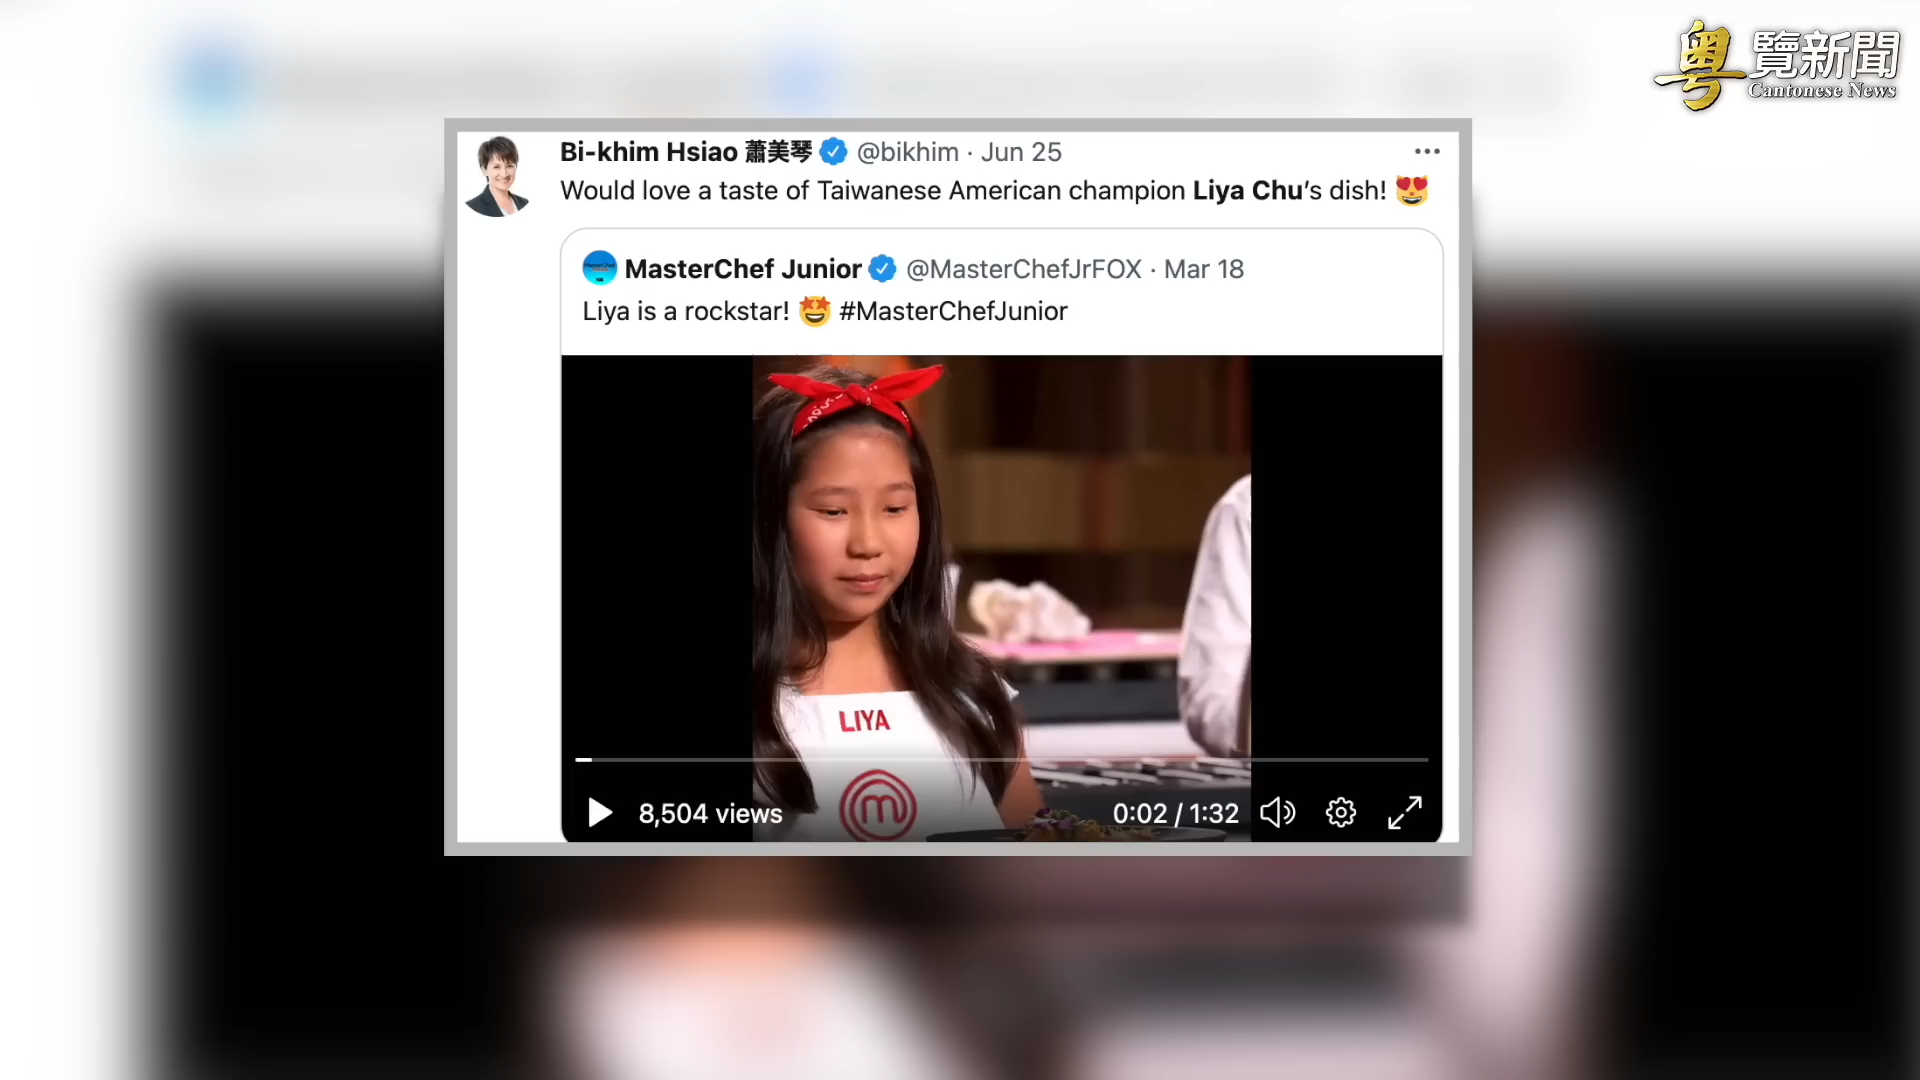 粵覽新聞
Cantonese News
Bi-khim Hsiao 蕭美琴 @bikhim · Jun 25
Would love a taste of Taiwanese American champion Liya Chu's dish! 😻
MasterChef Junior @MasterChefJrFOX · Mar 18
Liya is a rockstar! 🤩 #MasterChefJunior
LIYA
8,504 views
0:02 / 1:32